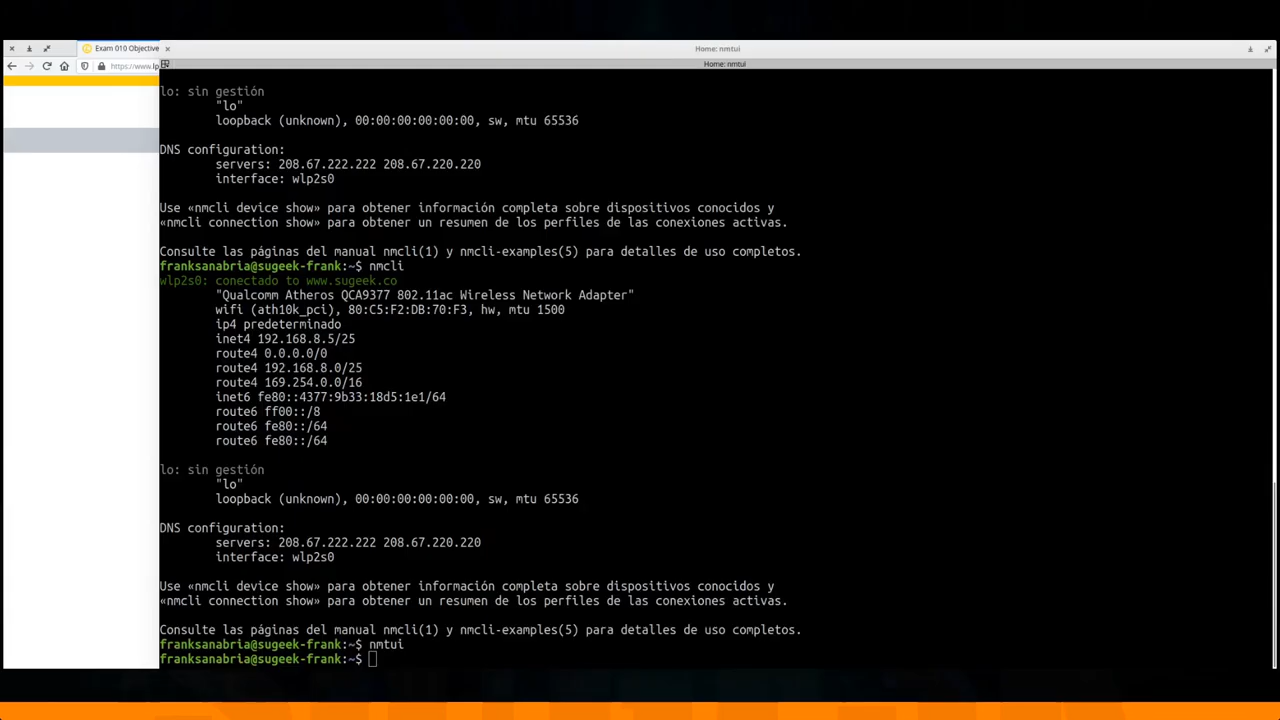 Exam 010 Objective
Home: nmtui
https://www.lp
Home: nmtui
lo: sin gestión
"lo"
loopback (unknown), 00:00:00:00:00:00, sw, mtu 65536
DNS configuration:
servers: 208.67.222.222 208.67.220.220
interface: wlp2s0
Use «nmcli device show» para obtener información completa sobre dispositivos conocidos y
«nmcli connection show» para obtener un resumen de los perfiles de las conexiones activas.
Consulte las páginas del manual nmcli(1) y nmcli-examples(5) para detalles de uso completos.
franksanabria@sugeek-frank:~$ nmcli
wlp2s0: conectado to www.sugeek.co
"Qualcomm Atheros QCA9377 802.11ac Wireless Network Adapter"
wifi (ath10k_pci), 80:C5:F2:DB:70:F3, hw, mtu 1500
ip4 predeterminado
inet4 192.168.8.5/25
route4 0.0.0.0/0
route4 192.168.8.0/25
route4 169.254.0.0/16
inet6 fe80::4377:9b33:18d5:1e1/64
route6 ff00::/8
route6 fe80::/64
route6 fe80::/64
lo: sin gestión
"lo"
loopback (unknown), 00:00:00:00:00:00, sw, mtu 65536
DNS configuration:
servers: 208.67.222.222 208.67.220.220
interface: wlp2s0
Use «nmcli device show» para obtener información completa sobre dispositivos conocidos y
«nmcli connection show» para obtener un resumen de los perfiles de las conexiones activas.
Consulte las páginas del manual nmcli(1) y nmcli-examples(5) para detalles de uso completos.
franksanabria@sugeek-frank:~$ nmtui
franksanabria@sugeek-frank:~$